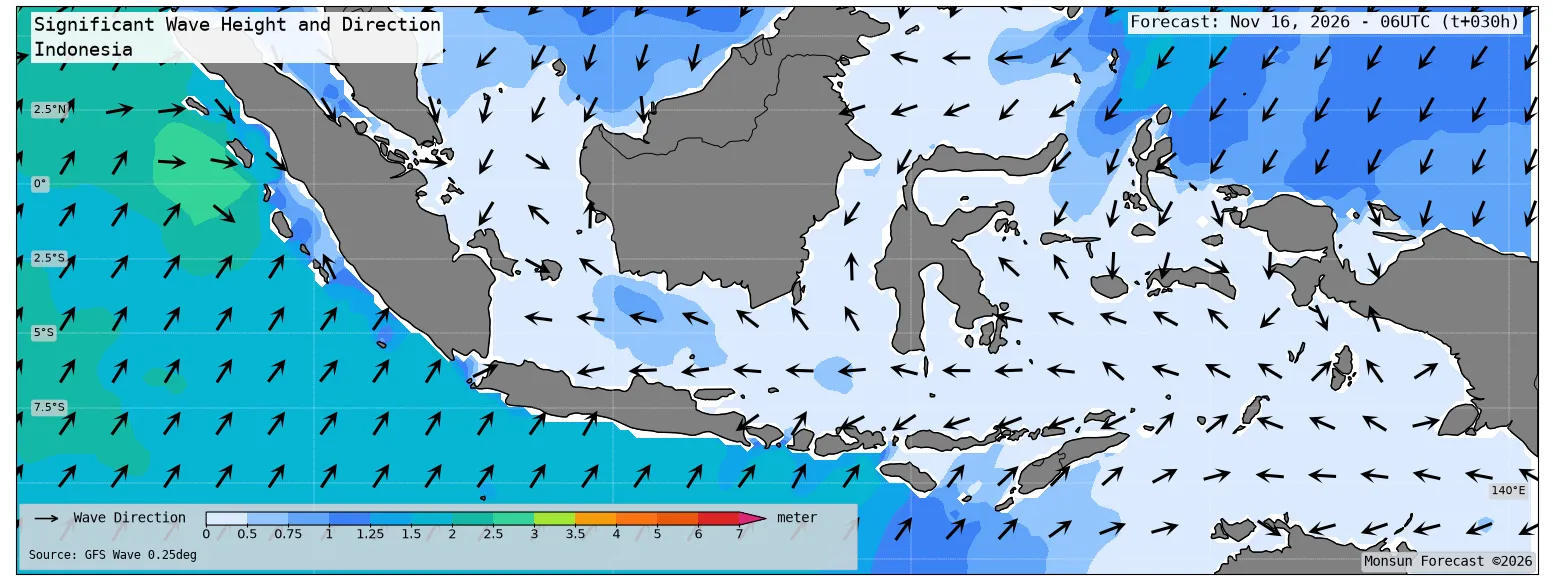 Significant Wave Height and Direction
Indonesia
Forecast: Nov 16, 2026 - 06UTC (t+030h)
2.5°N
0°
2.5°S
5°S
7.5°S
140°E
Wave Direction
meter
0 0.5 0.75 1 1.25 1.5 2 2.5 3 3.5 4 5 6 7
Source: GFS Wave 0.25deg
Monsun Forecast ©2026